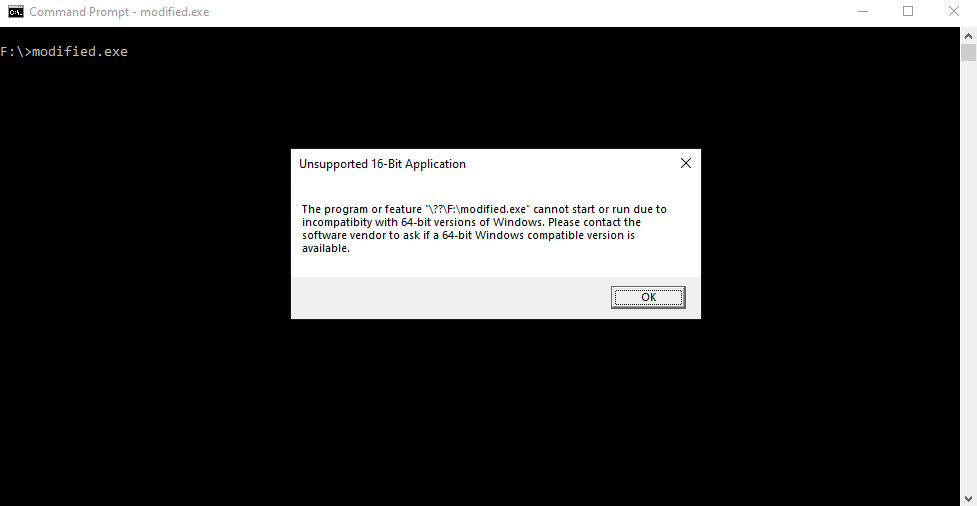 Command Prompt - modified.exe
F:\>modified.exe
Unsupported 16-Bit Application
The program or feature "\??\F:\modified.exe" cannot start or run due to
incompatibity with 64-bit versions of Windows. Please contact the
software vendor to ask if a 64-bit Windows compatible version is
available.
OK